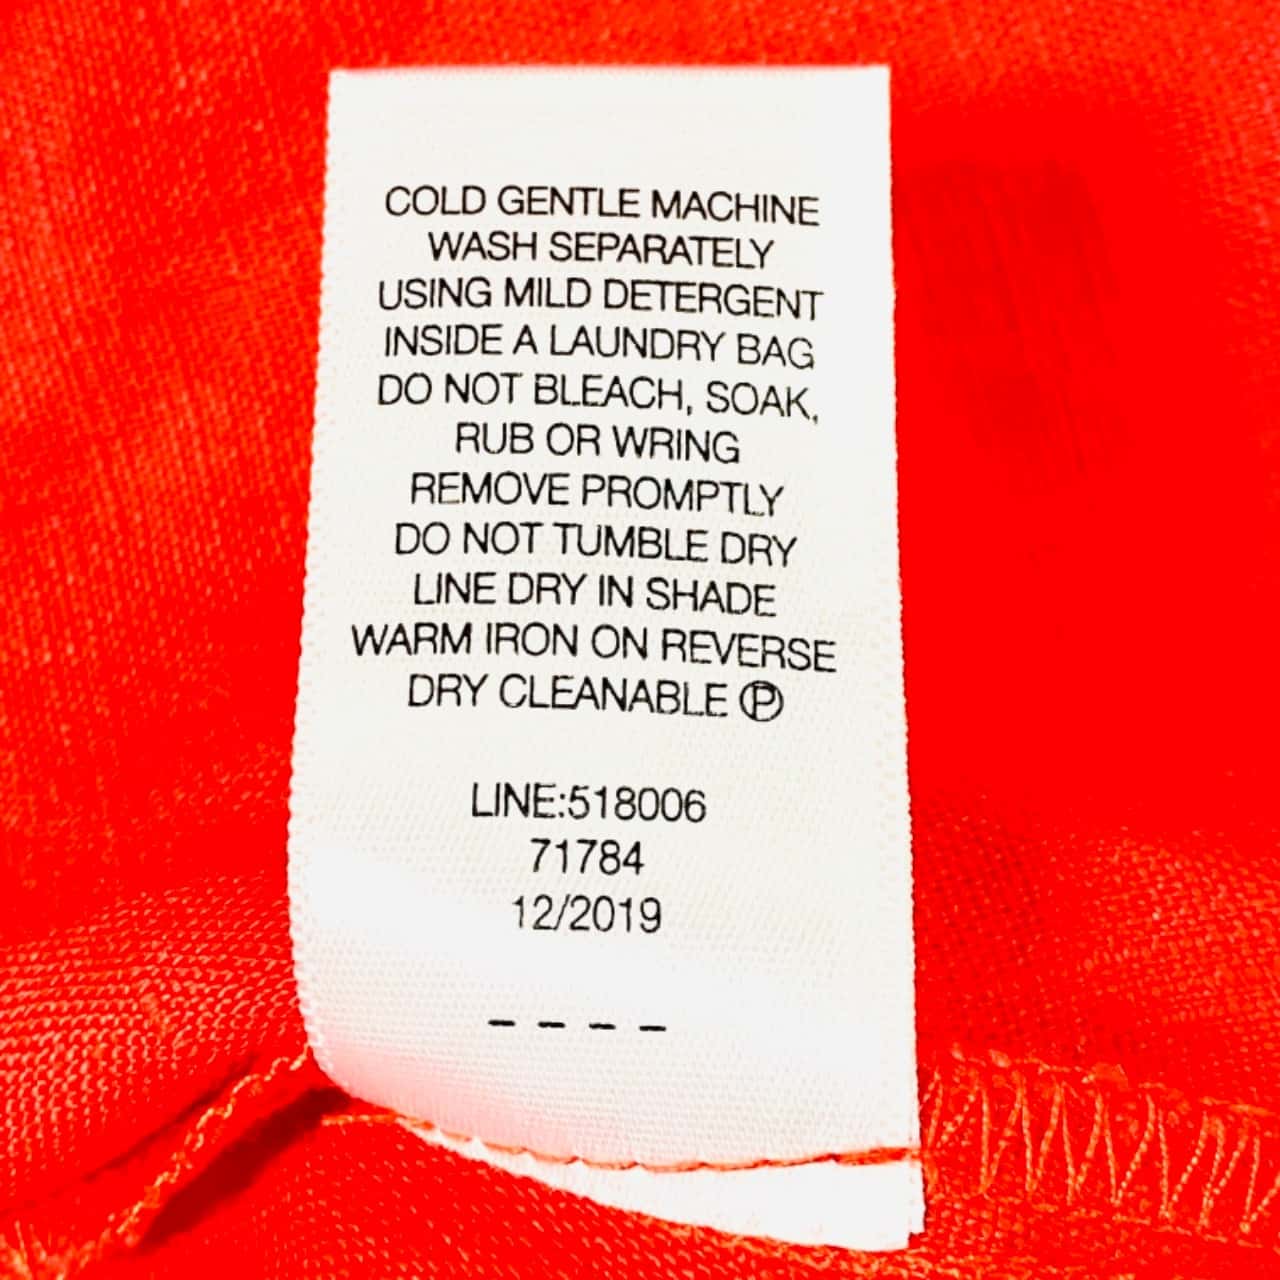 COLD GENTLE MACHINE
WASH SEPARATELY
USING MILD DETERGENT
INSIDE A LAUNDRY BAG
DO NOT BLEACH, SOAK,
RUB OR WRING
REMOVE PROMPTLY
DO NOT TUMBLE DRY
LINE DRY IN SHADE
WARM IRON ON REVERSE
DRY CLEANABLE Ⓟ
LINE:518006
71784
12/2019
- - - -